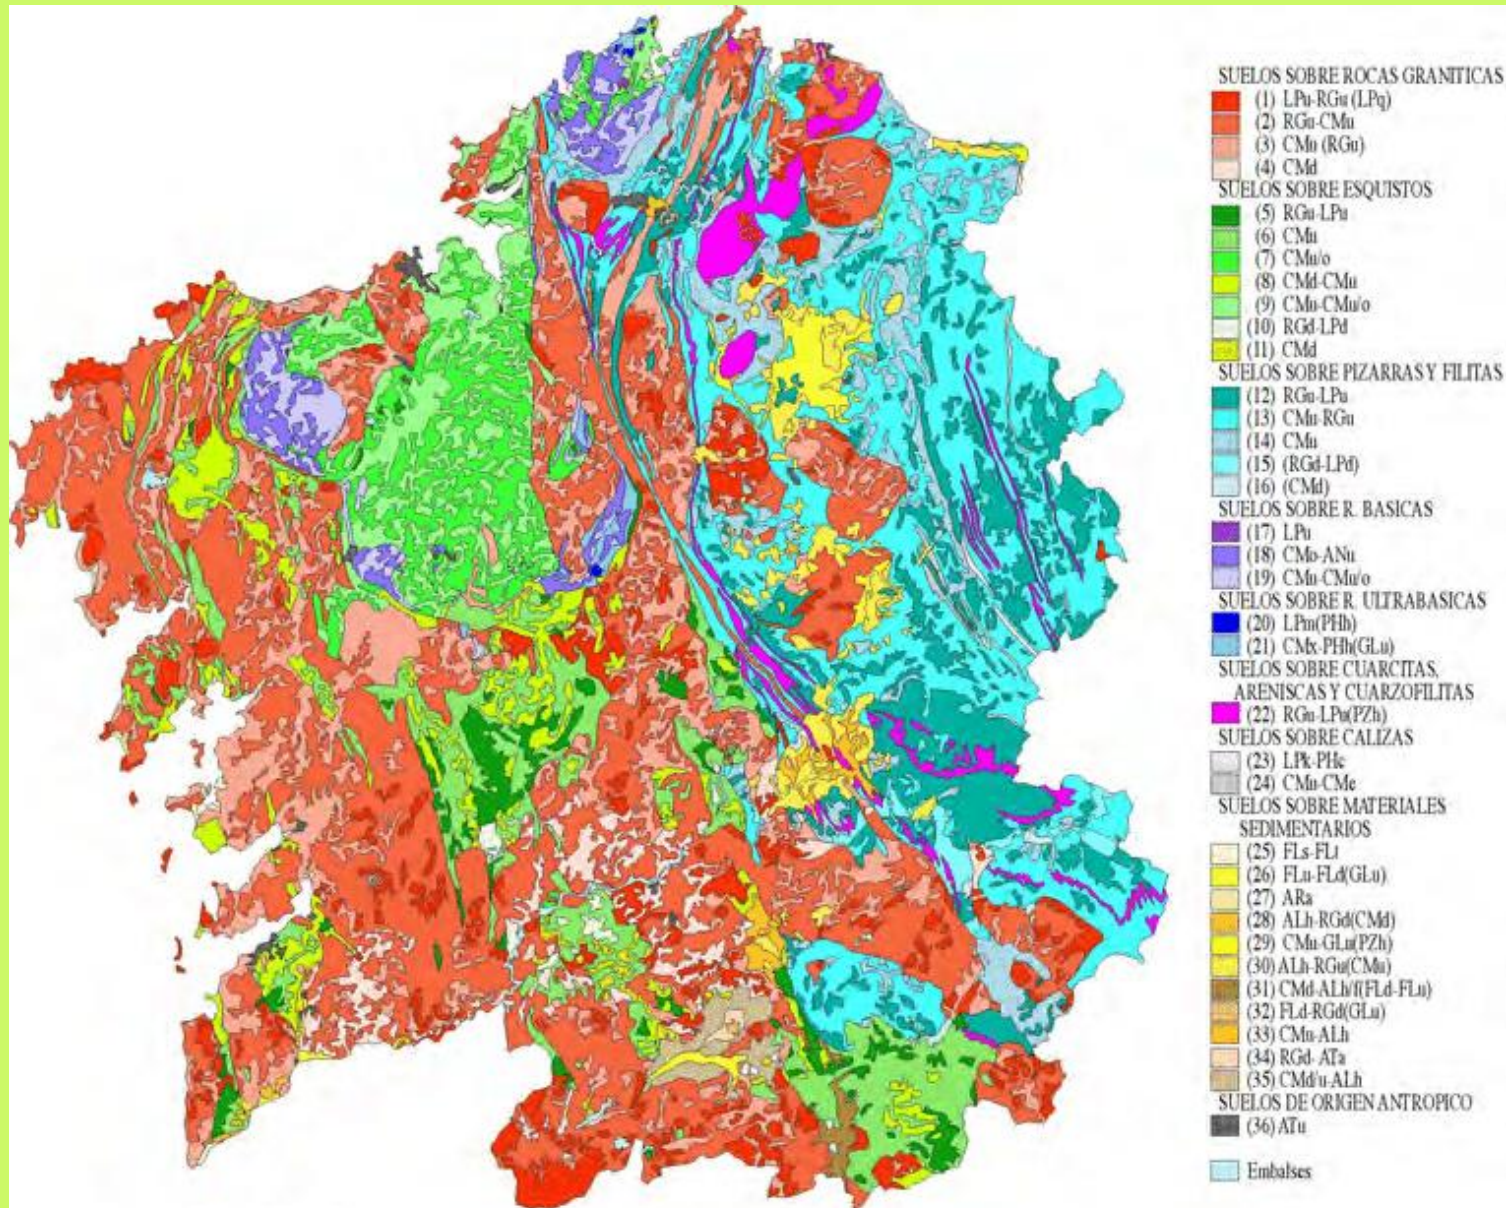 SUELOS SOBRE ROCAS GRANITICAS
(1) LPu-RGu (LPq)
(2) RGu-CMu
(3) CMu (RGu)
(4) CMd
SUELOS SOBRE ESQUISTOS
(5) RGu-LPu
(6) CMu
(7) CMu/o
(8) CMd-CMu
(9) CMu-CMu/o
(10) RGd-LPd
(11) CMd
SUELOS SOBRE PIZARRAS Y FILITAS
(12) RGu-LPu
(13) CMu-RGu
(14) CMu
(15) (RGd-LPd)
(16) (CMd)
SUELOS SOBRE R. BASICAS
(17) LPu
(18) CMo-ANu
(19) CMu-CMu/o
SUELOS SOBRE R. ULTRABASICAS
(20) LPm(PHh)
(21) CMx-PHh(GLu)
SUELOS SOBRE CUARCITAS,
ARENISCAS Y CUARZOFILITAS
(22) RGu-LPu(PZh)
SUELOS SOBRE CALIZAS
(23) LPk-PHc
(24) CMu-CMe
SUELOS SOBRE MATERIALES
SEDIMENTARIOS
(25) FLs-FLt
(26) FLu-FLd(GLu)
(27) ARa
(28) ALh-RGd(CMd)
(29) CMu-GLu(PZh)
(30) ALh-RGu(CMu)
(31) CMd-ALh/f(FLd-FLu)
(32) FLd-RGd(GLu)
(33) CMu-ALh
(34) RGd-ATa
(35) CMd/u-ALh
SUELOS DE ORIGEN ANTROPICO
(36) ATu
Embalses